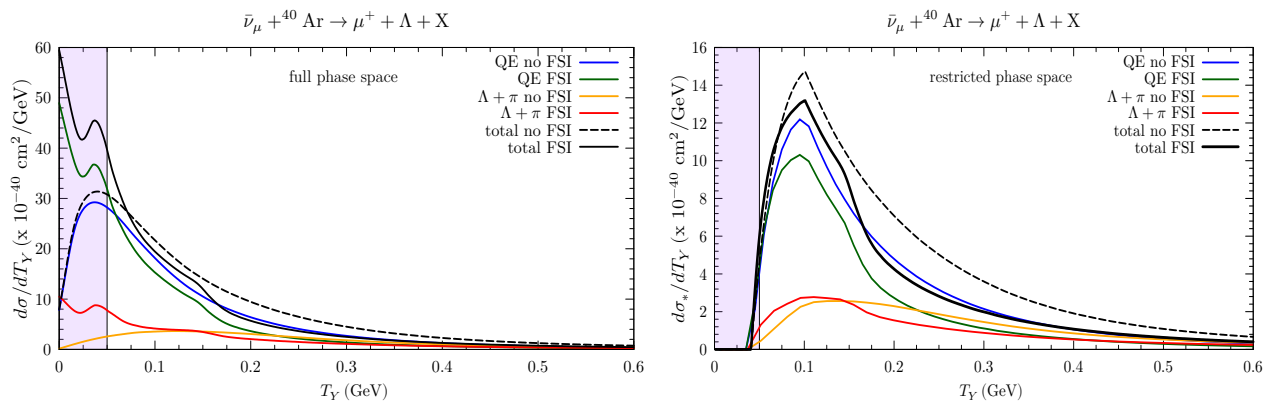 ν̄_μ + ⁴⁰ Ar → μ⁺ + Λ + X
60
50
40
30
20
10
0
dσ/dT_Y (x 10⁻⁴⁰ cm²/GeV)
full phase space
QE no FSI
QE FSI
Λ + π no FSI
Λ + π FSI
total no FSI
total FSI
0
0.1
0.2
0.3
0.4
0.5
0.6
T_Y (GeV)
ν̄_μ + ⁴⁰ Ar → μ⁺ + Λ + X
16
14
12
10
8
6
4
2
0
dσ_*/dT_Y (x 10⁻⁴⁰ cm²/GeV)
restricted phase space
QE no FSI
QE FSI
Λ + π no FSI
Λ + π FSI
total no FSI
total FSI
0
0.1
0.2
0.3
0.4
0.5
0.6
T_Y (GeV)